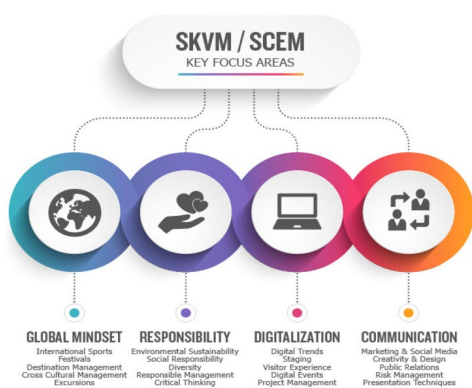 SKVM / SCEM
KEY FOCUS AREAS
GLOBAL MINDSET
International Sports
Festivals
Destination Management
Cross Cultural Management
Excursions
RESPONSIBILITY
Environmental Sustainability
Social Responsibility
Diversity
Responsible Management
Critical Thinking
DIGITALIZATION
Digital Trends
Staging
Visitor Experience
Digital Events
Project Management
COMMUNICATION
Marketing & Social Media
Creativity & Design
Public Relations
Risk Management
Presentation Techniques